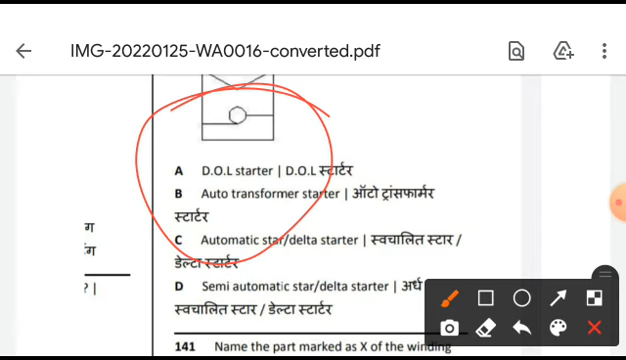 IMG-20220125-WA0016-converted.pdf
A D.O.L starter | D.O.L स्टार्टर
B Auto transformer starter | ऑटो ट्रांसफार्मर
स्टार्टर
C Automatic star/delta starter | स्वचालित स्टार /
डेल्टा स्टार्टर
D Semi automatic star/delta starter | अर्ध
स्वचालित स्टार / डेल्टा स्टार्टर
? |
141 Name the part marked as X of the winding